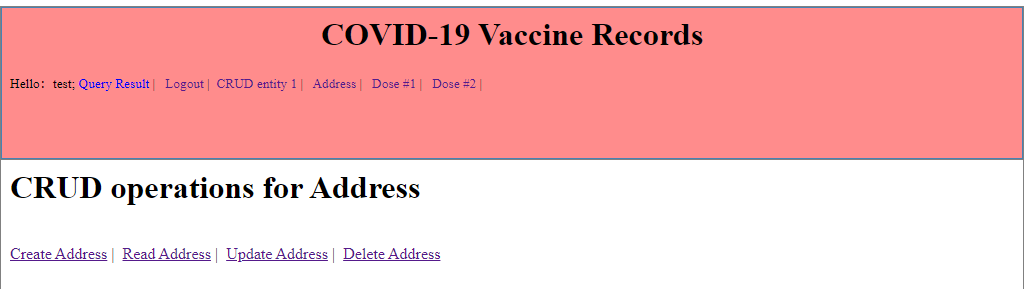 COVID-19 Vaccine Records
Hello： test; Query Result | Logout | CRUD entity 1 | Address | Dose #1 | Dose #2 |
CRUD operations for Address
Create Address | Read Address | Update Address | Delete Address